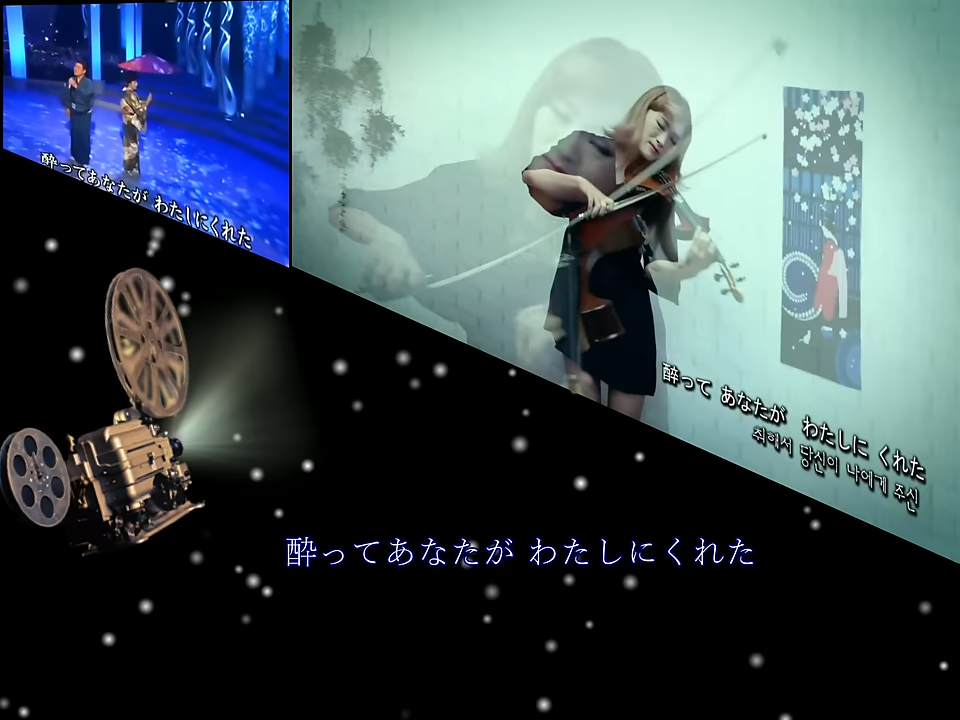 酔ってあなたが わたしにくれた
酔って あなたが わたしに くれた
취해서 당신이 나에게 주신
酔ってあなたが わたしにくれた